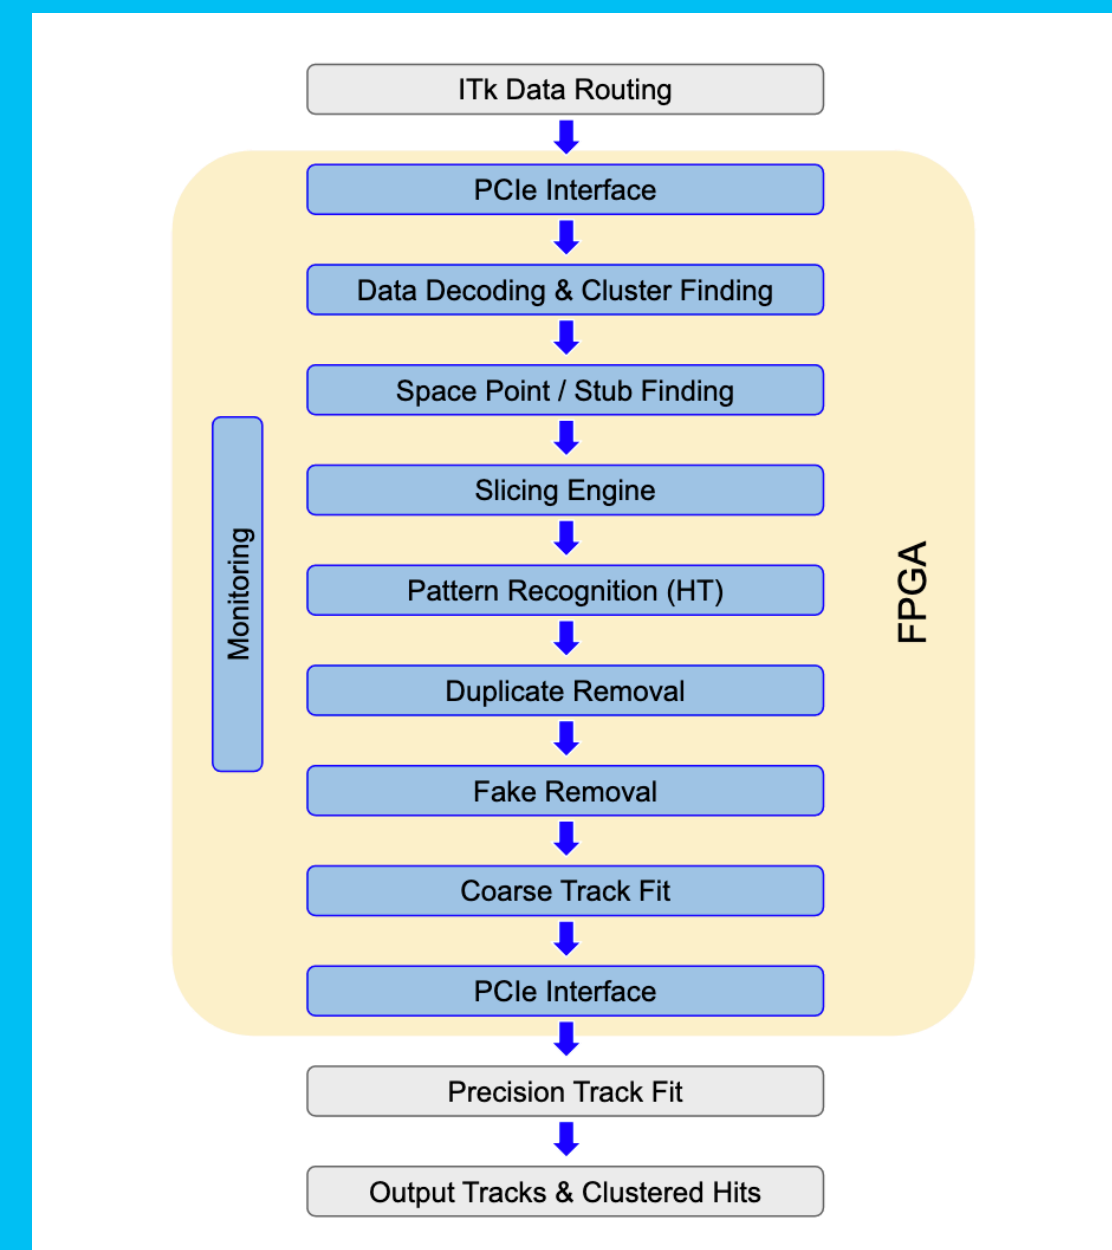 ITk Data Routing
PCIe Interface
Data Decoding & Cluster Finding
Space Point / Stub Finding
Slicing Engine
Pattern Recognition (HT)
Duplicate Removal
Fake Removal
Coarse Track Fit
PCIe Interface
Monitoring
FPGA
Precision Track Fit
Output Tracks & Clustered Hits